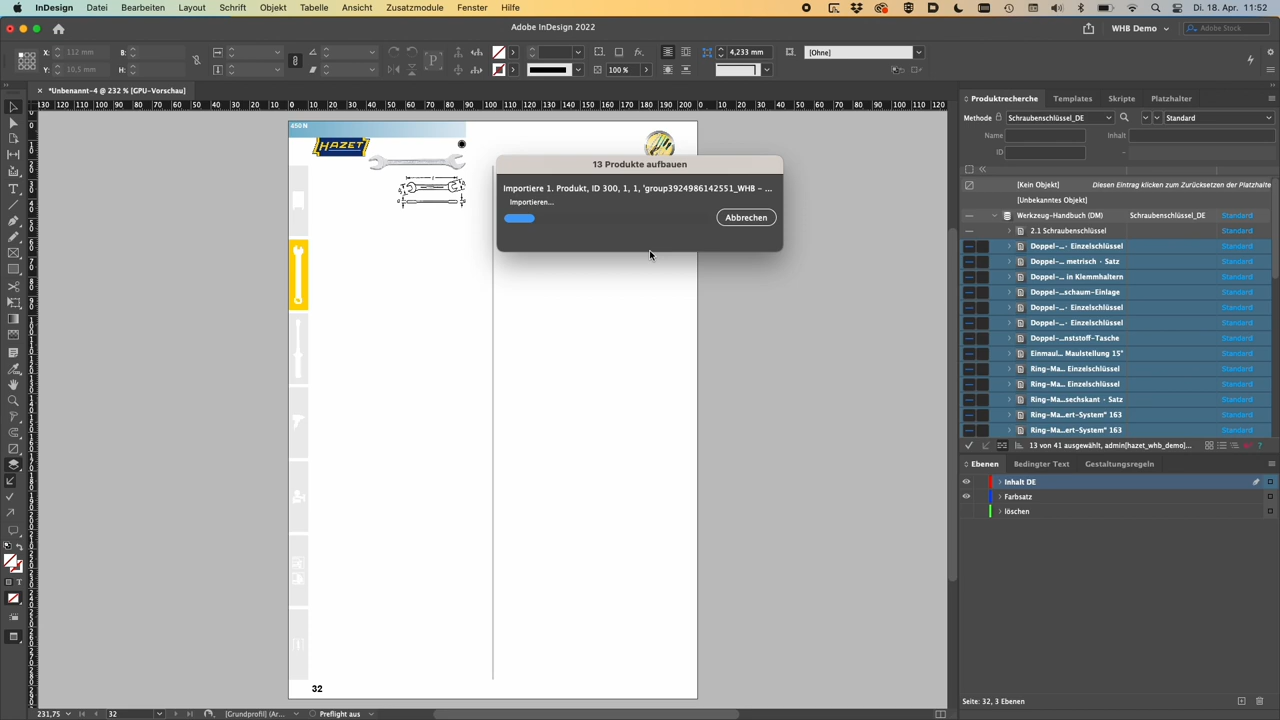 InDesign Datei Bearbeiten Layout Schrift Objekt Tabelle Ansicht Zusatzmodule Fenster Hilfe Di. 18. Apr. 11:52
Adobe InDesign 2022
WHB Demo
Adobe Stock
X: 112 mm B: H: 4,233 mm [Ohne]
Y: 10,5 mm H: 100 %
*Unbenannt-4 @ 232 % [GPU-Vorschau]
Produktrecherche Templates Skripte Platzhalter
Methode Schraubenschlüssel_DE Standard
Name Inhalt
ID
450N
HAZET
13 Produkte aufbauen
Importiere 1. Produkt, ID 300, 1, 1, 'group3924986142551_WHB - ...
Importieren...
Abbrechen
[Kein Objekt] Diesen Eintrag klicken zum Zurücksetzen der Platzhalte
[Unbekanntes Objekt]
Werkzeug-Handbuch (DM) Schraubenschlüssel_DE
2.1 Schraubenschlüssel
Doppel-...· Einzelschlüssel Standard
Doppel-... metrisch · Satz Standard
Doppel-... in Klemmhaltern Standard
Doppel-...schaum-Einlage Standard
Doppel-...· Einzelschlüssel Standard
Doppel-...· Einzelschlüssel Standard
Doppel-...nststoff-Tasche Standard
Einmaul... Maulstellung 15° Standard
Ring-Ma... Einzelschlüssel Standard
Ring-Ma... Einzelschlüssel Standard
Ring-Ma...sechskant · Satz Standard
Ring-Ma...ert-System" 163 Standard
Ring-Ma...ert-System" 163 Standard
13 von 41 ausgewählt, admin[hazet_whb_demo]...
Ebenen Bedingter Text Gestaltungsregeln
Inhalt DE
Farbsatz
löschen
32
Seite: 32, 3 Ebenen
231,75 32 [Grundprofil] (Ar... Preflight aus